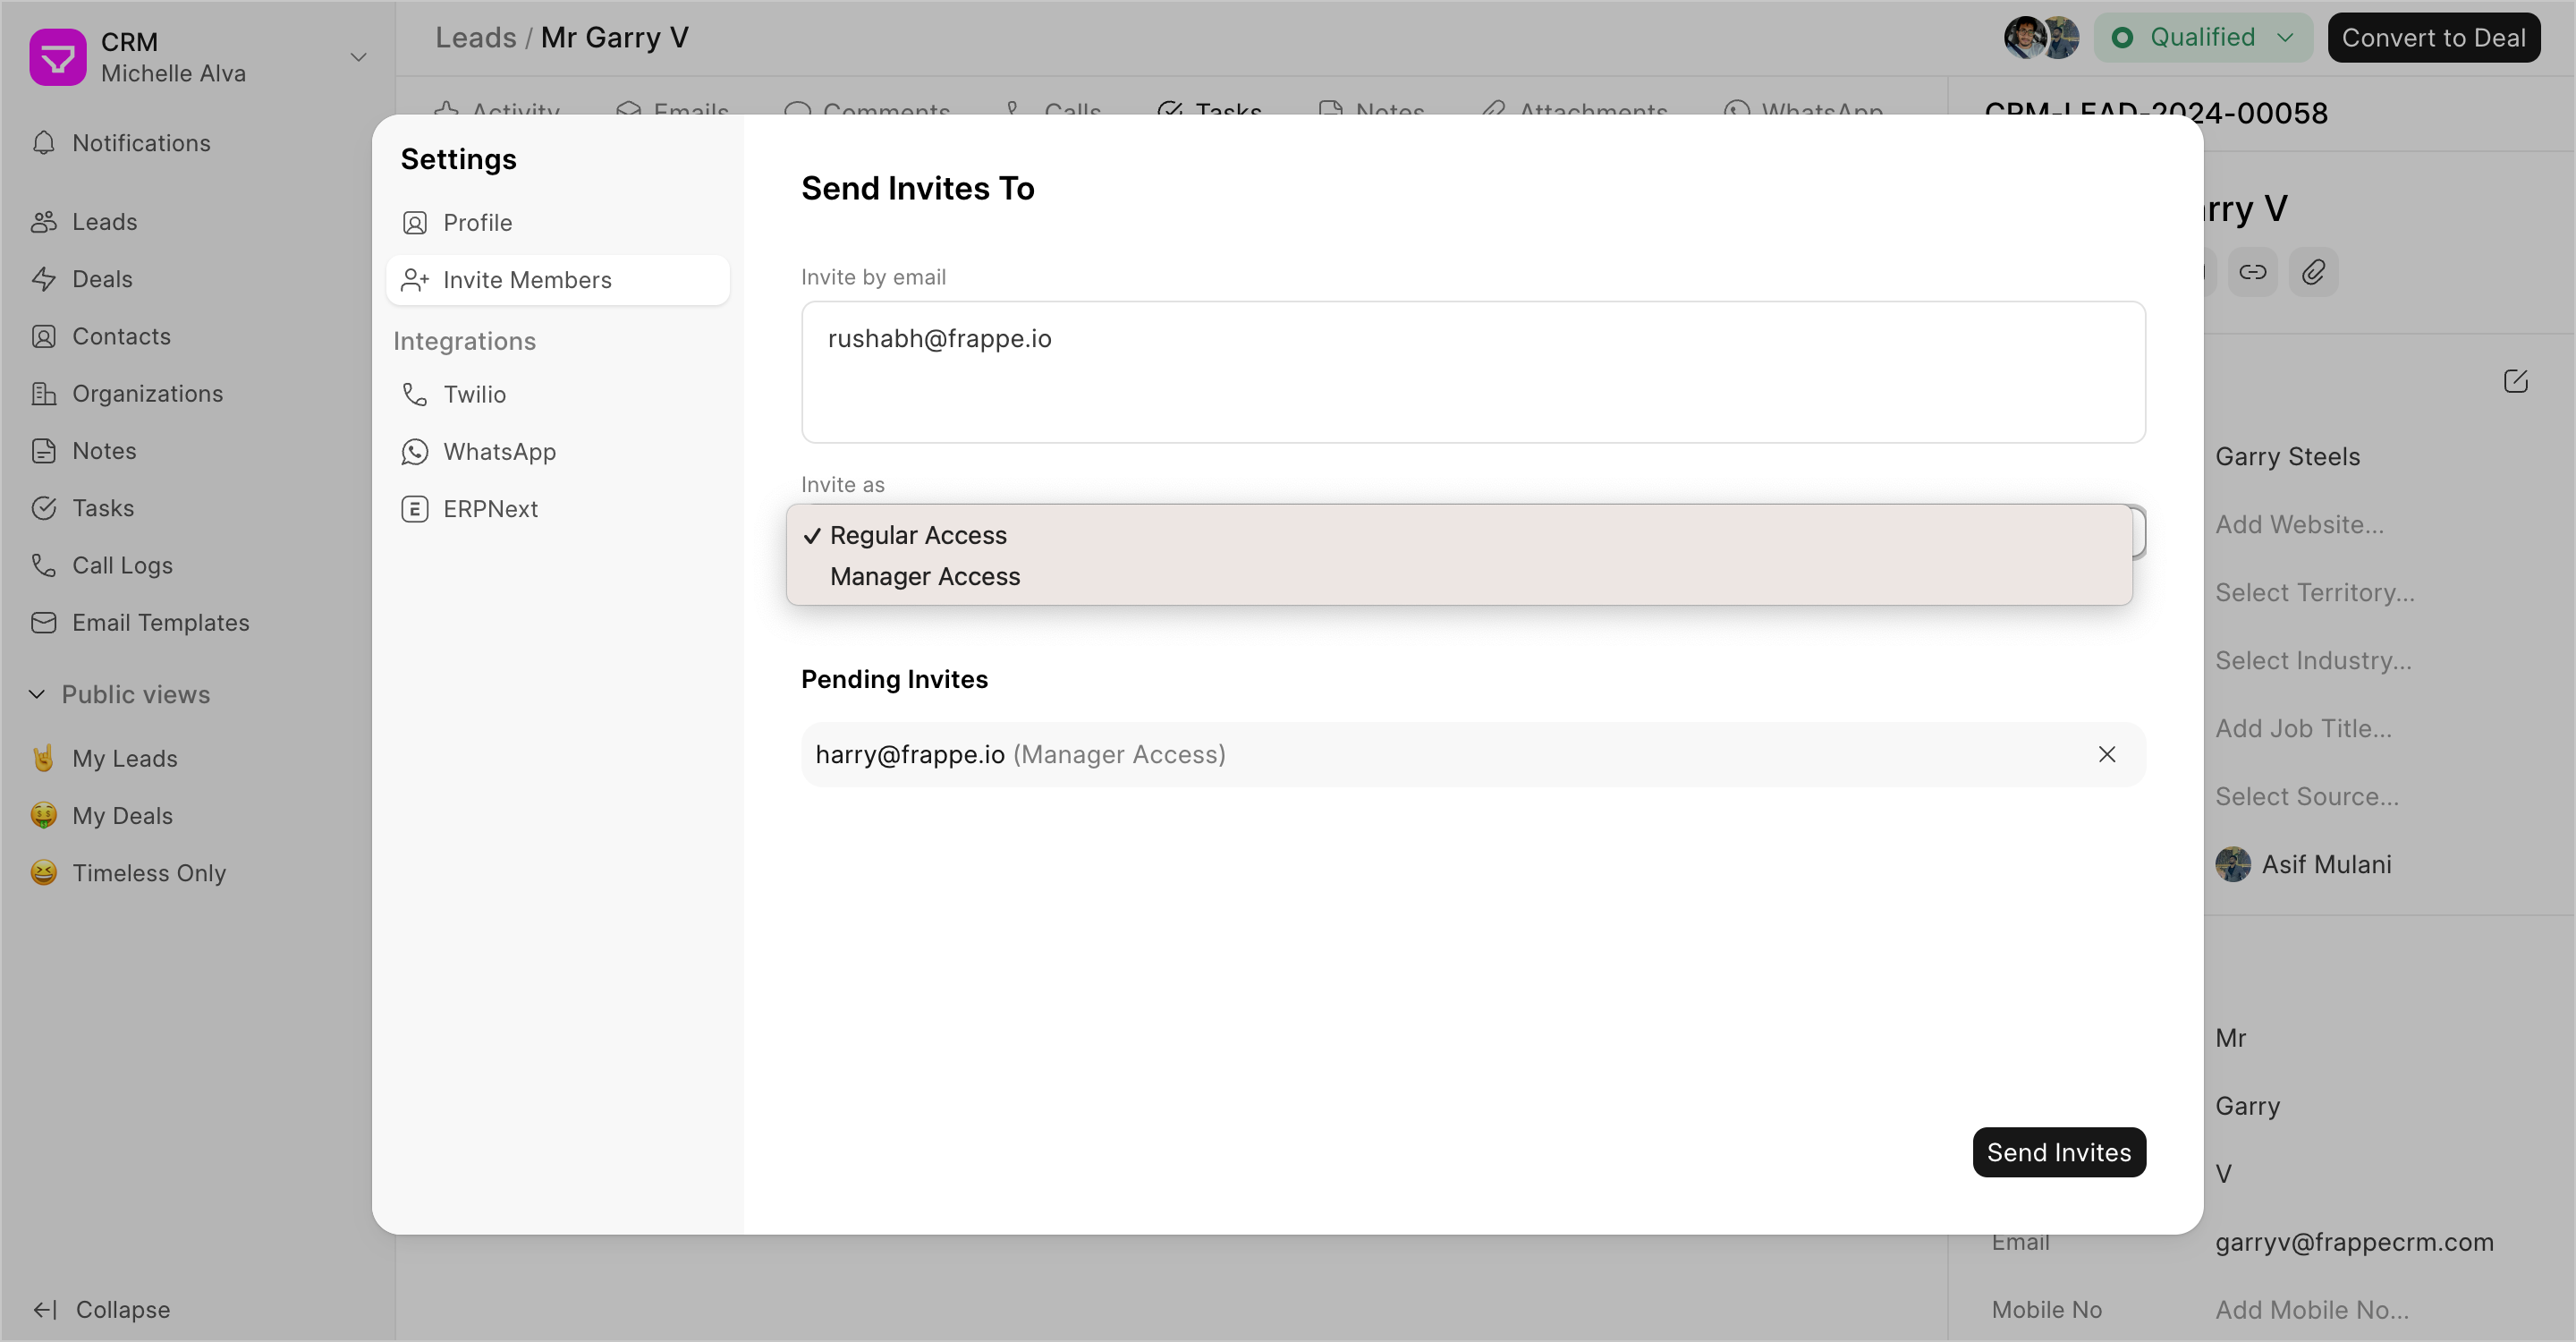 CRM
Michelle Alva
Notifications
Leads
Deals
Contacts
Organizations
Notes
Tasks
Call Logs
Email Templates
Public views
My Leads
My Deals
Timeless Only
Collapse
Leads / Mr Garry V
Qualified
Convert to Deal
Activity Emails Comments Calls Tasks Notes Attachments WhatsApp
CRM-LEAD-2024-00058
Settings
Profile
Invite Members
Integrations
Twilio
WhatsApp
E ERPNext
Send Invites To
Invite by email
rushabh@frappe.io
Invite as
✓ Regular Access
Manager Access
Pending Invites
harry@frappe.io (Manager Access)
Send Invites
rry V
Garry Steels
Add Website...
Select Territory...
Select Industry...
Add Job Title...
Select Source...
Asif Mulani
Mr
Garry
V
Email garryv@frappecrm.com
Mobile No Add Mobile No...